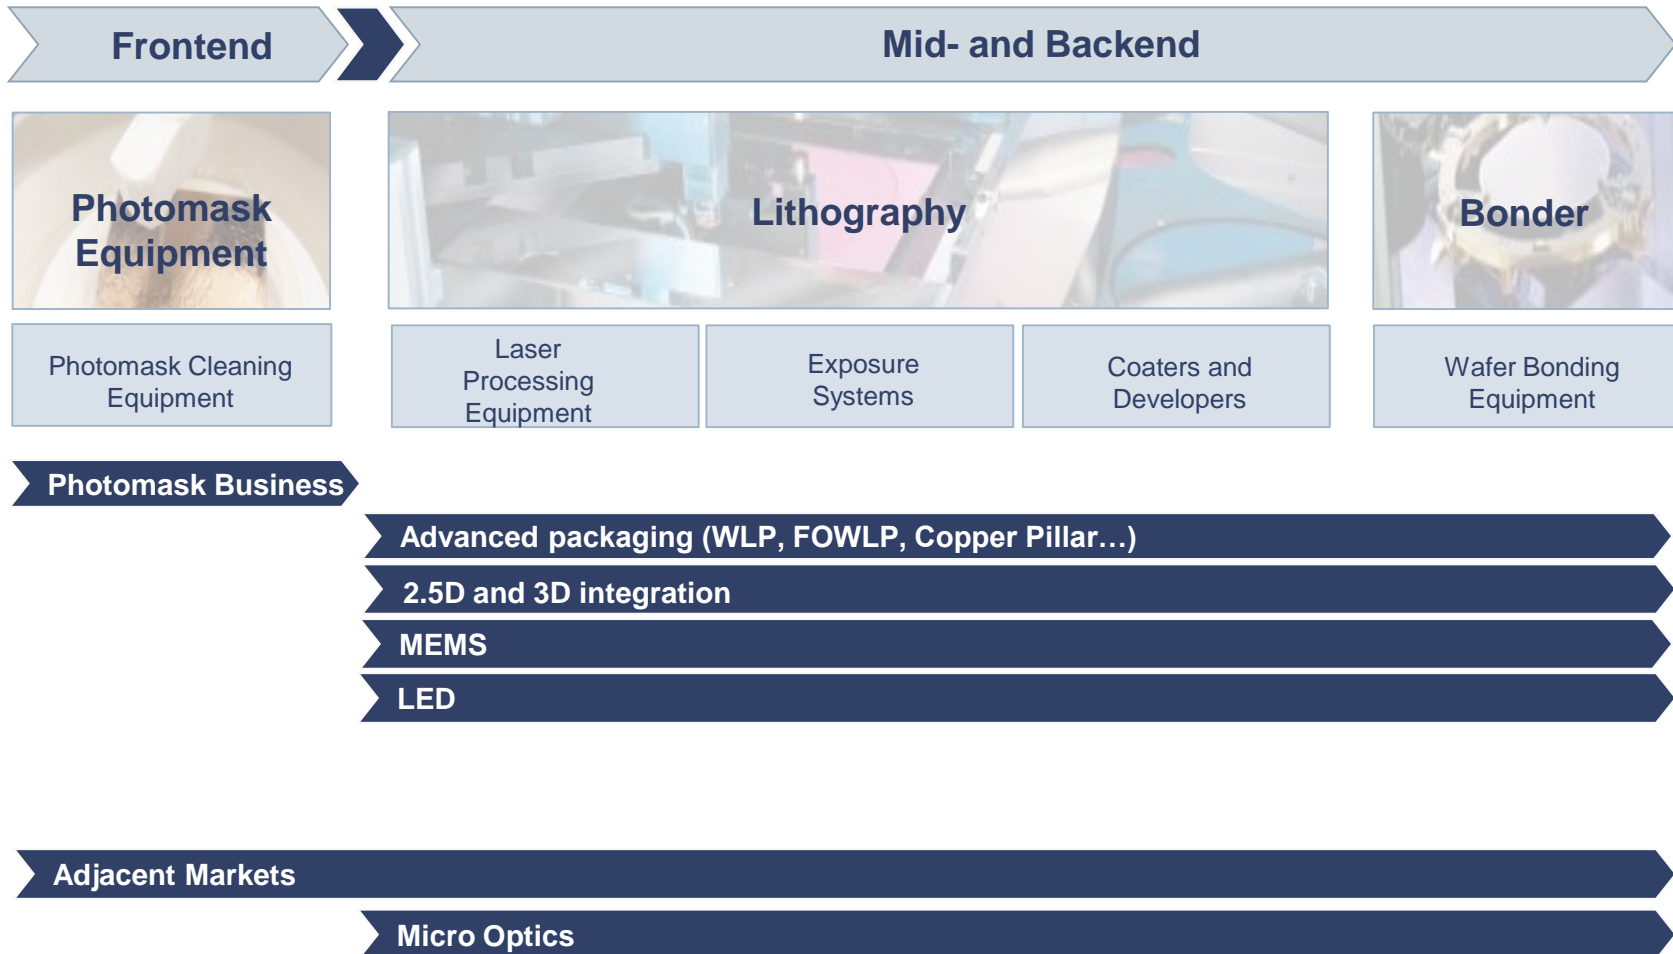 Frontend
Mid- and Backend
Photomask
Equipment
Lithography
Bonder
Photomask Cleaning
Equipment
Laser
Processing
Equipment
Exposure
Systems
Coaters and
Developers
Wafer Bonding
Equipment
Photomask Business
Advanced packaging (WLP, FOWLP, Copper Pillar…)
2.5D and 3D integration
MEMS
LED
Adjacent Markets
Micro Optics